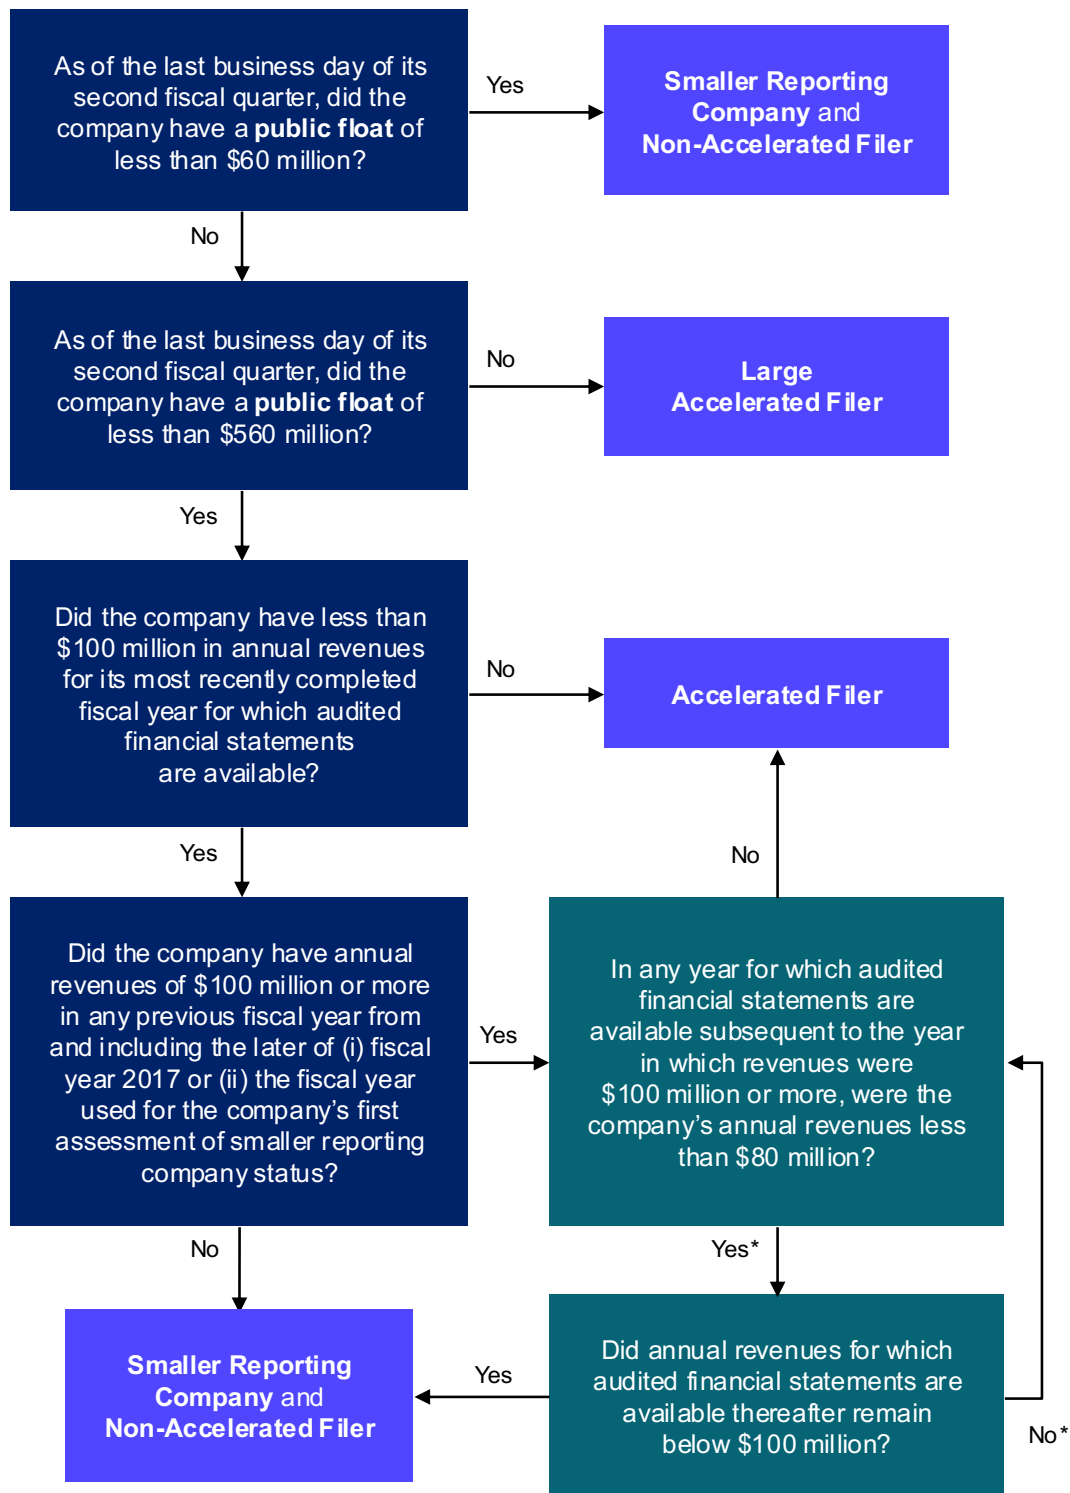 As of the last business day of its
second fiscal quarter, did the
company have a public float of
less than $60 million?
Yes
Smaller Reporting
Company and
Non-Accelerated Filer
No
As of the last business day of its
second fiscal quarter, did the
company have a public float of
less than $560 million?
No
Large
Accelerated Filer
Yes
Did the company have less than
$100 million in annual revenues
for its most recently completed
fiscal year for which audited
financial statements
are available?
No
Accelerated Filer
Yes
No
Did the company have annual
revenues of $100 million or more
in any previous fiscal year from
and including the later of (i) fiscal
year 2017 or (ii) the fiscal year
used for the company’s first
assessment of smaller reporting
company status?
Yes
In any year for which audited
financial statements are
available subsequent to the year
in which revenues were
$100 million or more, were the
company’s annual revenues less
than $80 million?
No
Yes*
Smaller Reporting
Company and
Non-Accelerated Filer
Yes
Did annual revenues for which
audited financial statements are
available thereafter remain
below $100 million?
No*